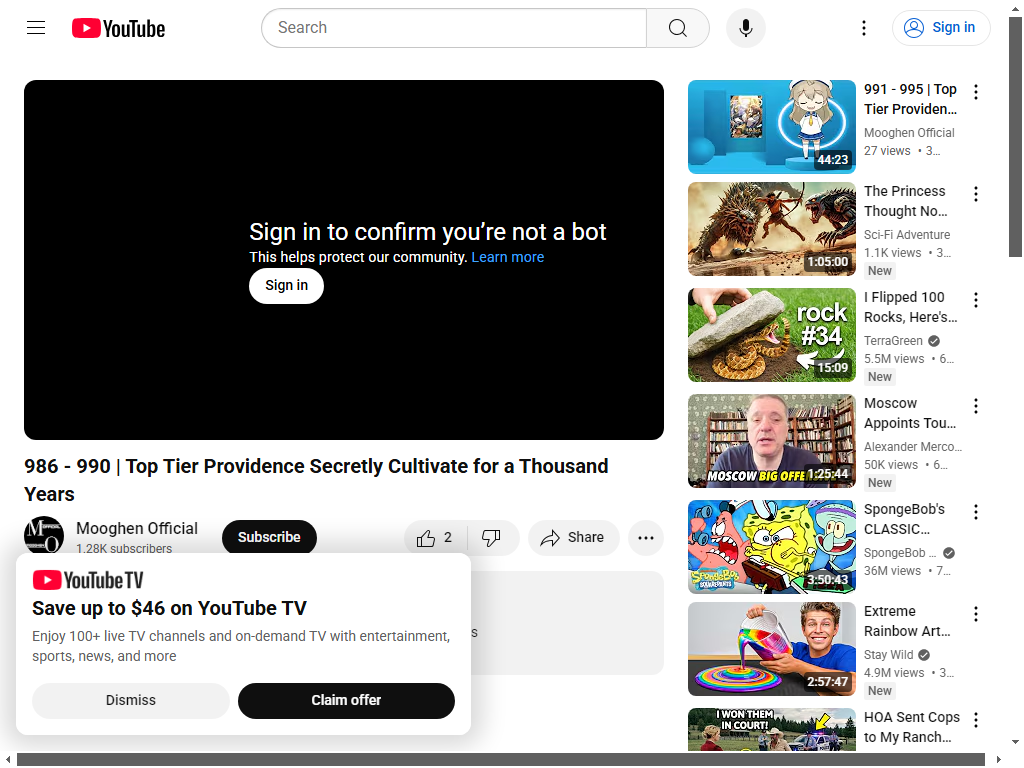 YouTube
Search
Sign in
Sign in to confirm you're not a bot
This helps protect our community. Learn more
Sign in
986 - 990 | Top Tier Providence Secretly Cultivate for a Thousand
Years
Mooghen Official
1.28K subscribers
Subscribe
2
Share
YouTube TV
Save up to $46 on YouTube TV
Enjoy 100+ live TV channels and on-demand TV with entertainment,
sports, news, and more
Dismiss
Claim offer
s
44:23
991 - 995 | Top
Tier Providen...
Mooghen Official
27 views • 3...
1:05:00
The Princess
Thought No...
Sci-Fi Adventure
1.1K views • 3...
New
rock
#34
15:09
I Flipped 100
Rocks, Here's...
TerraGreen
5.5M views • 6...
New
MOSCOW BIG OFFEN
1:25:44
Moscow
Appoints Tou...
Alexander Merco...
50K views • 6...
New
SPONGEBOB
SQUAREPANTS
3:50:43
SpongeBob's
CLASSIC...
SpongeBob ...
36M views • 7...
2:57:47
Extreme
Rainbow Art...
Stay Wild
4.9M views • 3...
New
I WON THEM
IN COURT!
HOA Sent Cops
to My Ranch...